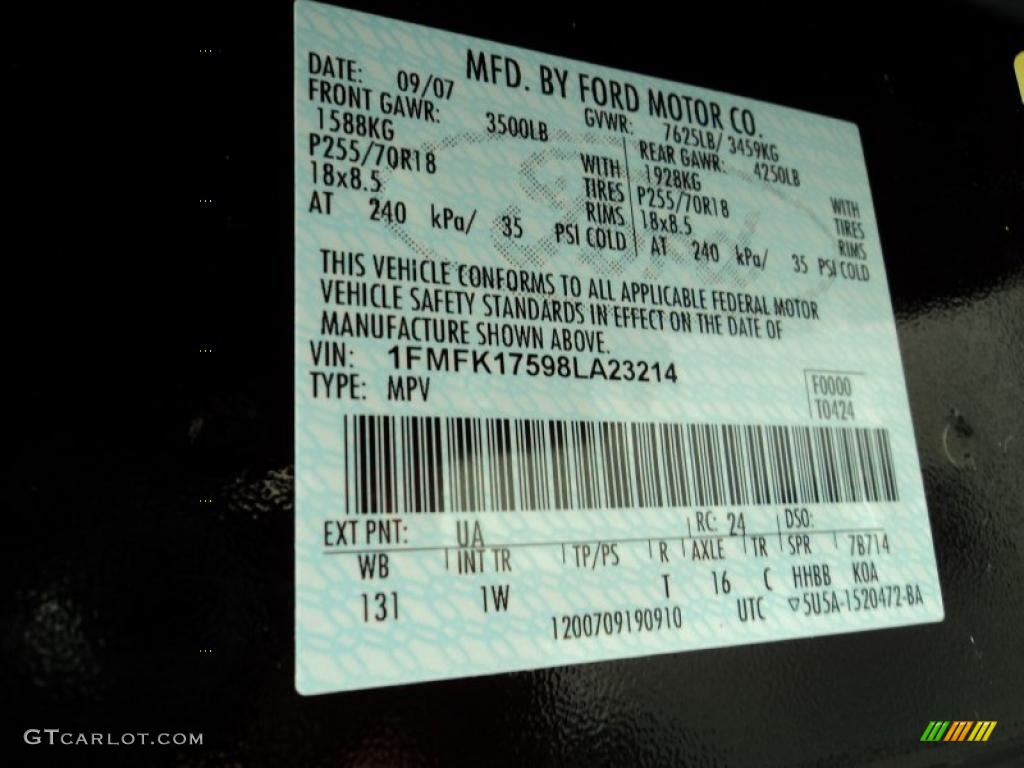 MFD. BY FORD MOTOR CO.
DATE: 09/07 GVWR: 7625LB/ 3459KG
FRONT GAWR: 3500LB REAR GAWR: 4250LB
1588KG WITH 1928KG WITH
P255/70R18 TIRES P255/70R18 TIRES
18x8.5 RIMS 18x8.5 RIMS
AT 240 kPa/ 35 PSI COLD AT 240 kPa/ 35 PSI COLD
THIS VEHICLE CONFORMS TO ALL APPLICABLE FEDERAL MOTOR
VEHICLE SAFETY STANDARDS IN EFFECT ON THE DATE OF
MANUFACTURE SHOWN ABOVE.
VIN: 1FMFK17598LA23214
TYPE: MPV F0000
T0424
EXT PNT: UA RC: 24 DSO:
WB INT TR TP/PS R AXLE TR SPR 7B714
131 1W T 16 C HHBB KOA
1200709190910 UTC ▽5U5A-1520472-BA
GTCARLOT.COM